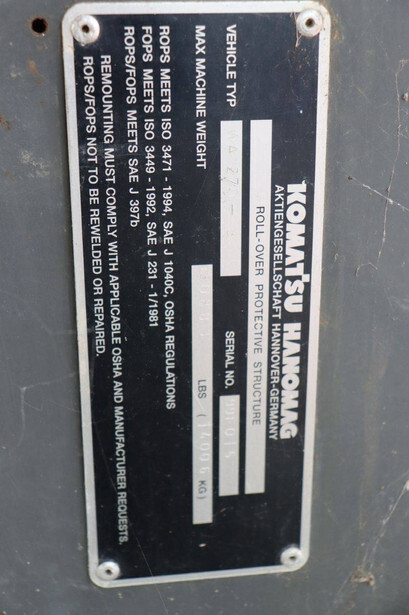 KOMATSU HANOMAG
AKTIENGESELLSCHAFT HANNOVER-GERMANY
ROLL-OVER PROTECTIVE STRUCTURE
VEHICLE TYP SERIAL NO.
MAX MACHINE WEIGHT LBS (14006 KG)
ROPS MEETS ISO 3471 - 1994, SAE J 1040C, OSHA REGULATIONS
FOPS MEETS ISO 3449 - 1992, SAE J 231 - 1/1981
ROPS/FOPS MEETS SAE J 397b
REMOUNTING MUST COMPLY WITH APPLICABLE OSHA AND MANUFACTURER REQUESTS.
ROPS/FOPS NOT TO BE REWELDED OR REPAIRED.